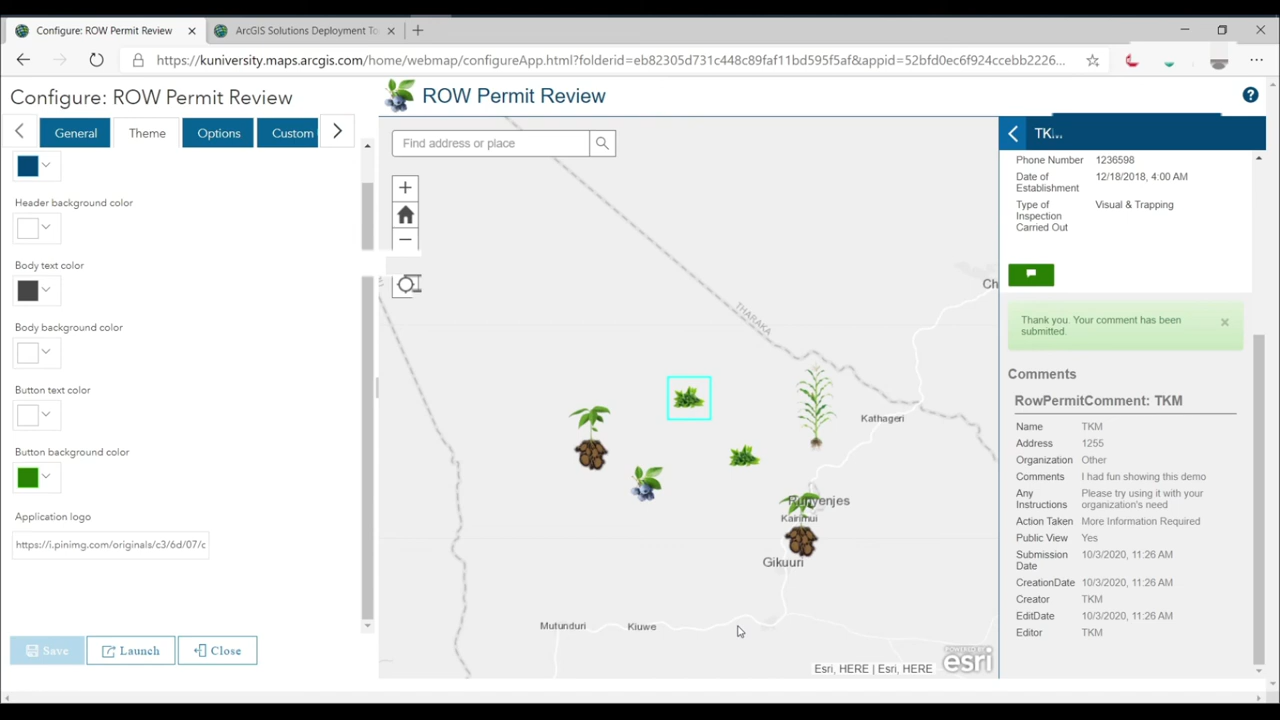 Configure: ROW Permit Review
ArcGIS Solutions Deployment To
https://kuniversity.maps.arcgis.com/home/webmap/configureApp.html?folderid=eb82305d731c448c89faf11bd595f5af&appid=52bfd0ec6f924ccebb2226...
Configure: ROW Permit Review
General
Theme
Options
Custom
Header background color
Body text color
Body background color
Button text color
Button background color
Application logo
https://i.pinimg.com/originals/c3/6d/07/c
Save
Launch
Close
ROW Permit Review
Find address or place
THARAKA
Ch
Kathageri
Runyenjes
Kairimui
Gikuuri
Mutunduri
Kiuwe
Esri, HERE | Esri, HERE
POWERED BY
esri
TK...
Phone Number 1236598
Date of Establishment 12/18/2018, 4:00 AM
Type of Inspection Carried Out Visual & Trapping
Thank you. Your comment has been
submitted.
Comments
RowPermitComment: TKM
Name TKM
Address 1255
Organization Other
Comments I had fun showing this demo
Any Instructions Please try using it with your organization's need
Action Taken More Information Required
Public View Yes
Submission Date 10/3/2020, 11:26 AM
CreationDate 10/3/2020, 11:26 AM
Creator TKM
EditDate 10/3/2020, 11:26 AM
Editor TKM